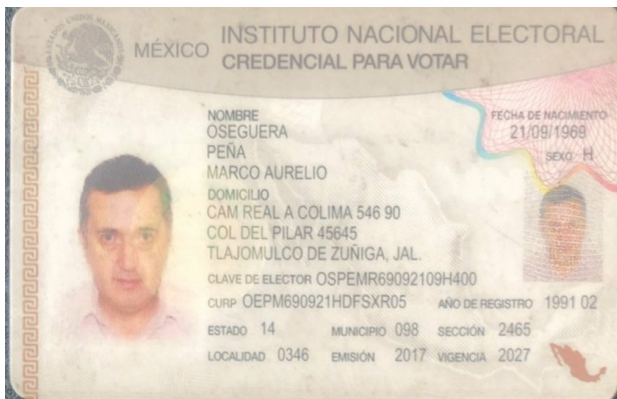 MÉXICO
INSTITUTO NACIONAL ELECTORAL
CREDENCIAL PARA VOTAR
NOMBRE
OSEGUERA
PEÑA
MARCO AURELIO
FECHA DE NACIMIENTO
21/09/1969
SEXO H
DOMICILIO
CAM REAL A COLIMA 546 90
COL DEL PILAR 45645
TLAJOMULCO DE ZUÑIGA, JAL.
CLAVE DE ELECTOR OSPEMR69092109H400
CURP OEPM690921HDFSXR05 AÑO DE REGISTRO 1991 02
ESTADO 14 MUNICIPIO 098 SECCIÓN 2465
LOCALIDAD 0346 EMISIÓN 2017 VIGENCIA 2027